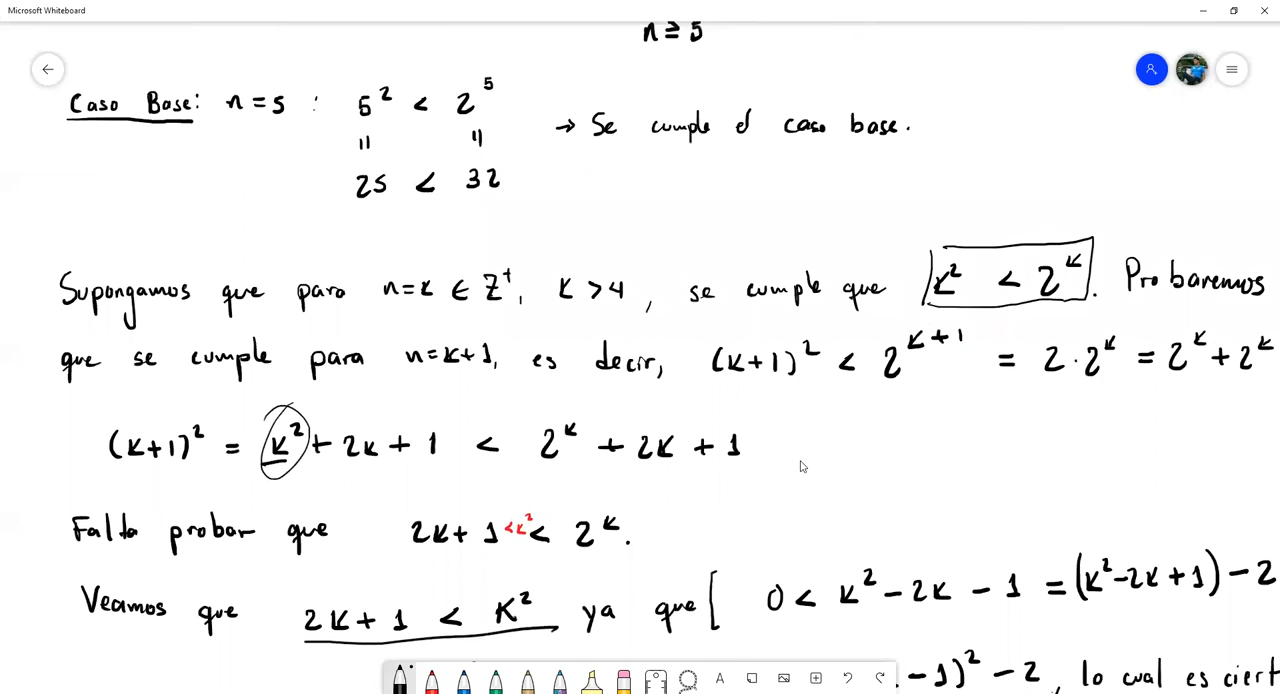 Microsoft Whiteboard
n ≥ 5
Caso Base: n = 5 : 5² < 2⁵ → Se cumple el caso base.
25 < 32
Supongamos que para n=k ∈ Z⁺, k > 4, se cumple que k² < 2ᵏ. Probaremos
que se cumple para n=k+1, es decir, (k+1)² < 2ᵏ⁺¹ = 2·2ᵏ = 2ᵏ + 2ᵏ
(k+1)² = k² + 2k + 1 < 2ᵏ + 2k + 1
Falta probar que 2k + 1 <k² < 2ᵏ.
Veamos que 2k + 1 < k² ya que [ 0 < k² - 2k - 1 = (k² - 2k + 1) - 2
- 1)² - 2, lo cual es ciert